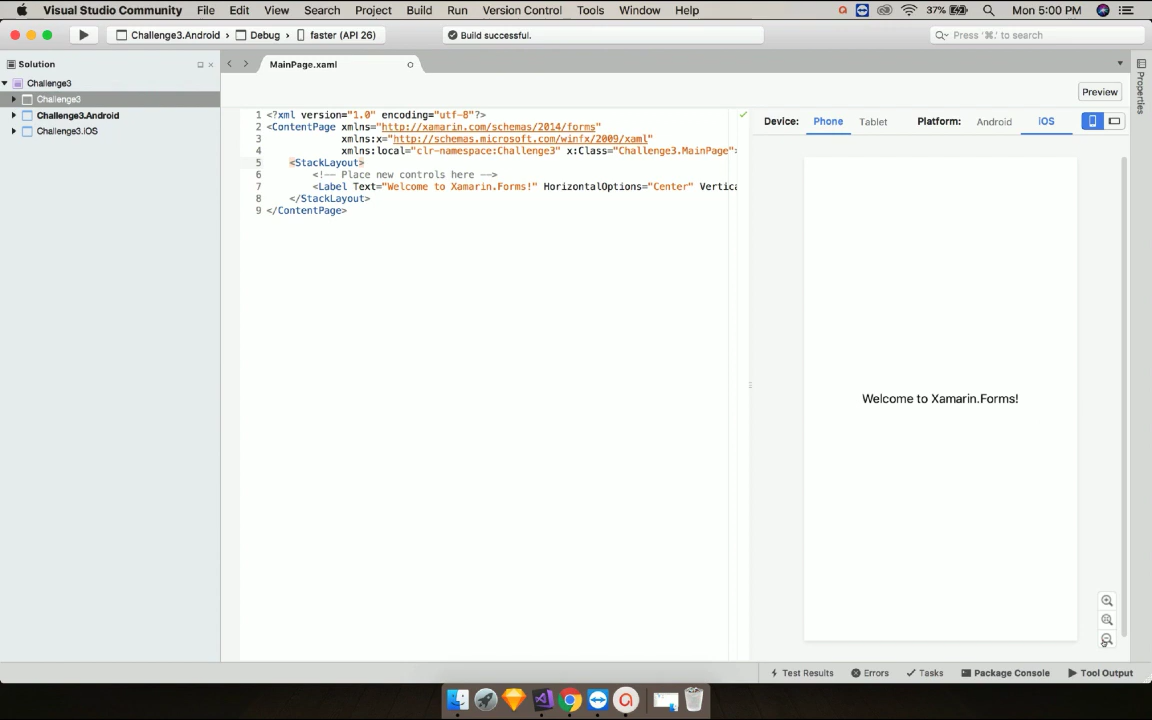 Visual Studio Community File Edit View Search Project Build Run Version Control Tools Window Help 37% Mon 5:00 PM
Challenge3.Android › Debug › faster (API 26) Build successful. Press '⌘.' to search
Solution
MainPage.xaml
Properties
Challenge3
Challenge3
Challenge3.Android
Challenge3.iOS
Preview
Device: Phone Tablet Platform: Android iOS
1 <?xml version="1.0" encoding="utf-8"?>
2 <ContentPage xmlns="http://xamarin.com/schemas/2014/forms"
3 xmlns:x="http://schemas.microsoft.com/winfx/2009/xaml"
4 xmlns:local="clr-namespace:Challenge3" x:Class="Challenge3.MainPage">
5 <StackLayout>
6 <!-- Place new controls here -->
7 <Label Text="Welcome to Xamarin.Forms!" HorizontalOptions="Center" Vertica
8 </StackLayout>
9 </ContentPage>
Welcome to Xamarin.Forms!
Test Results Errors Tasks Package Console Tool Output